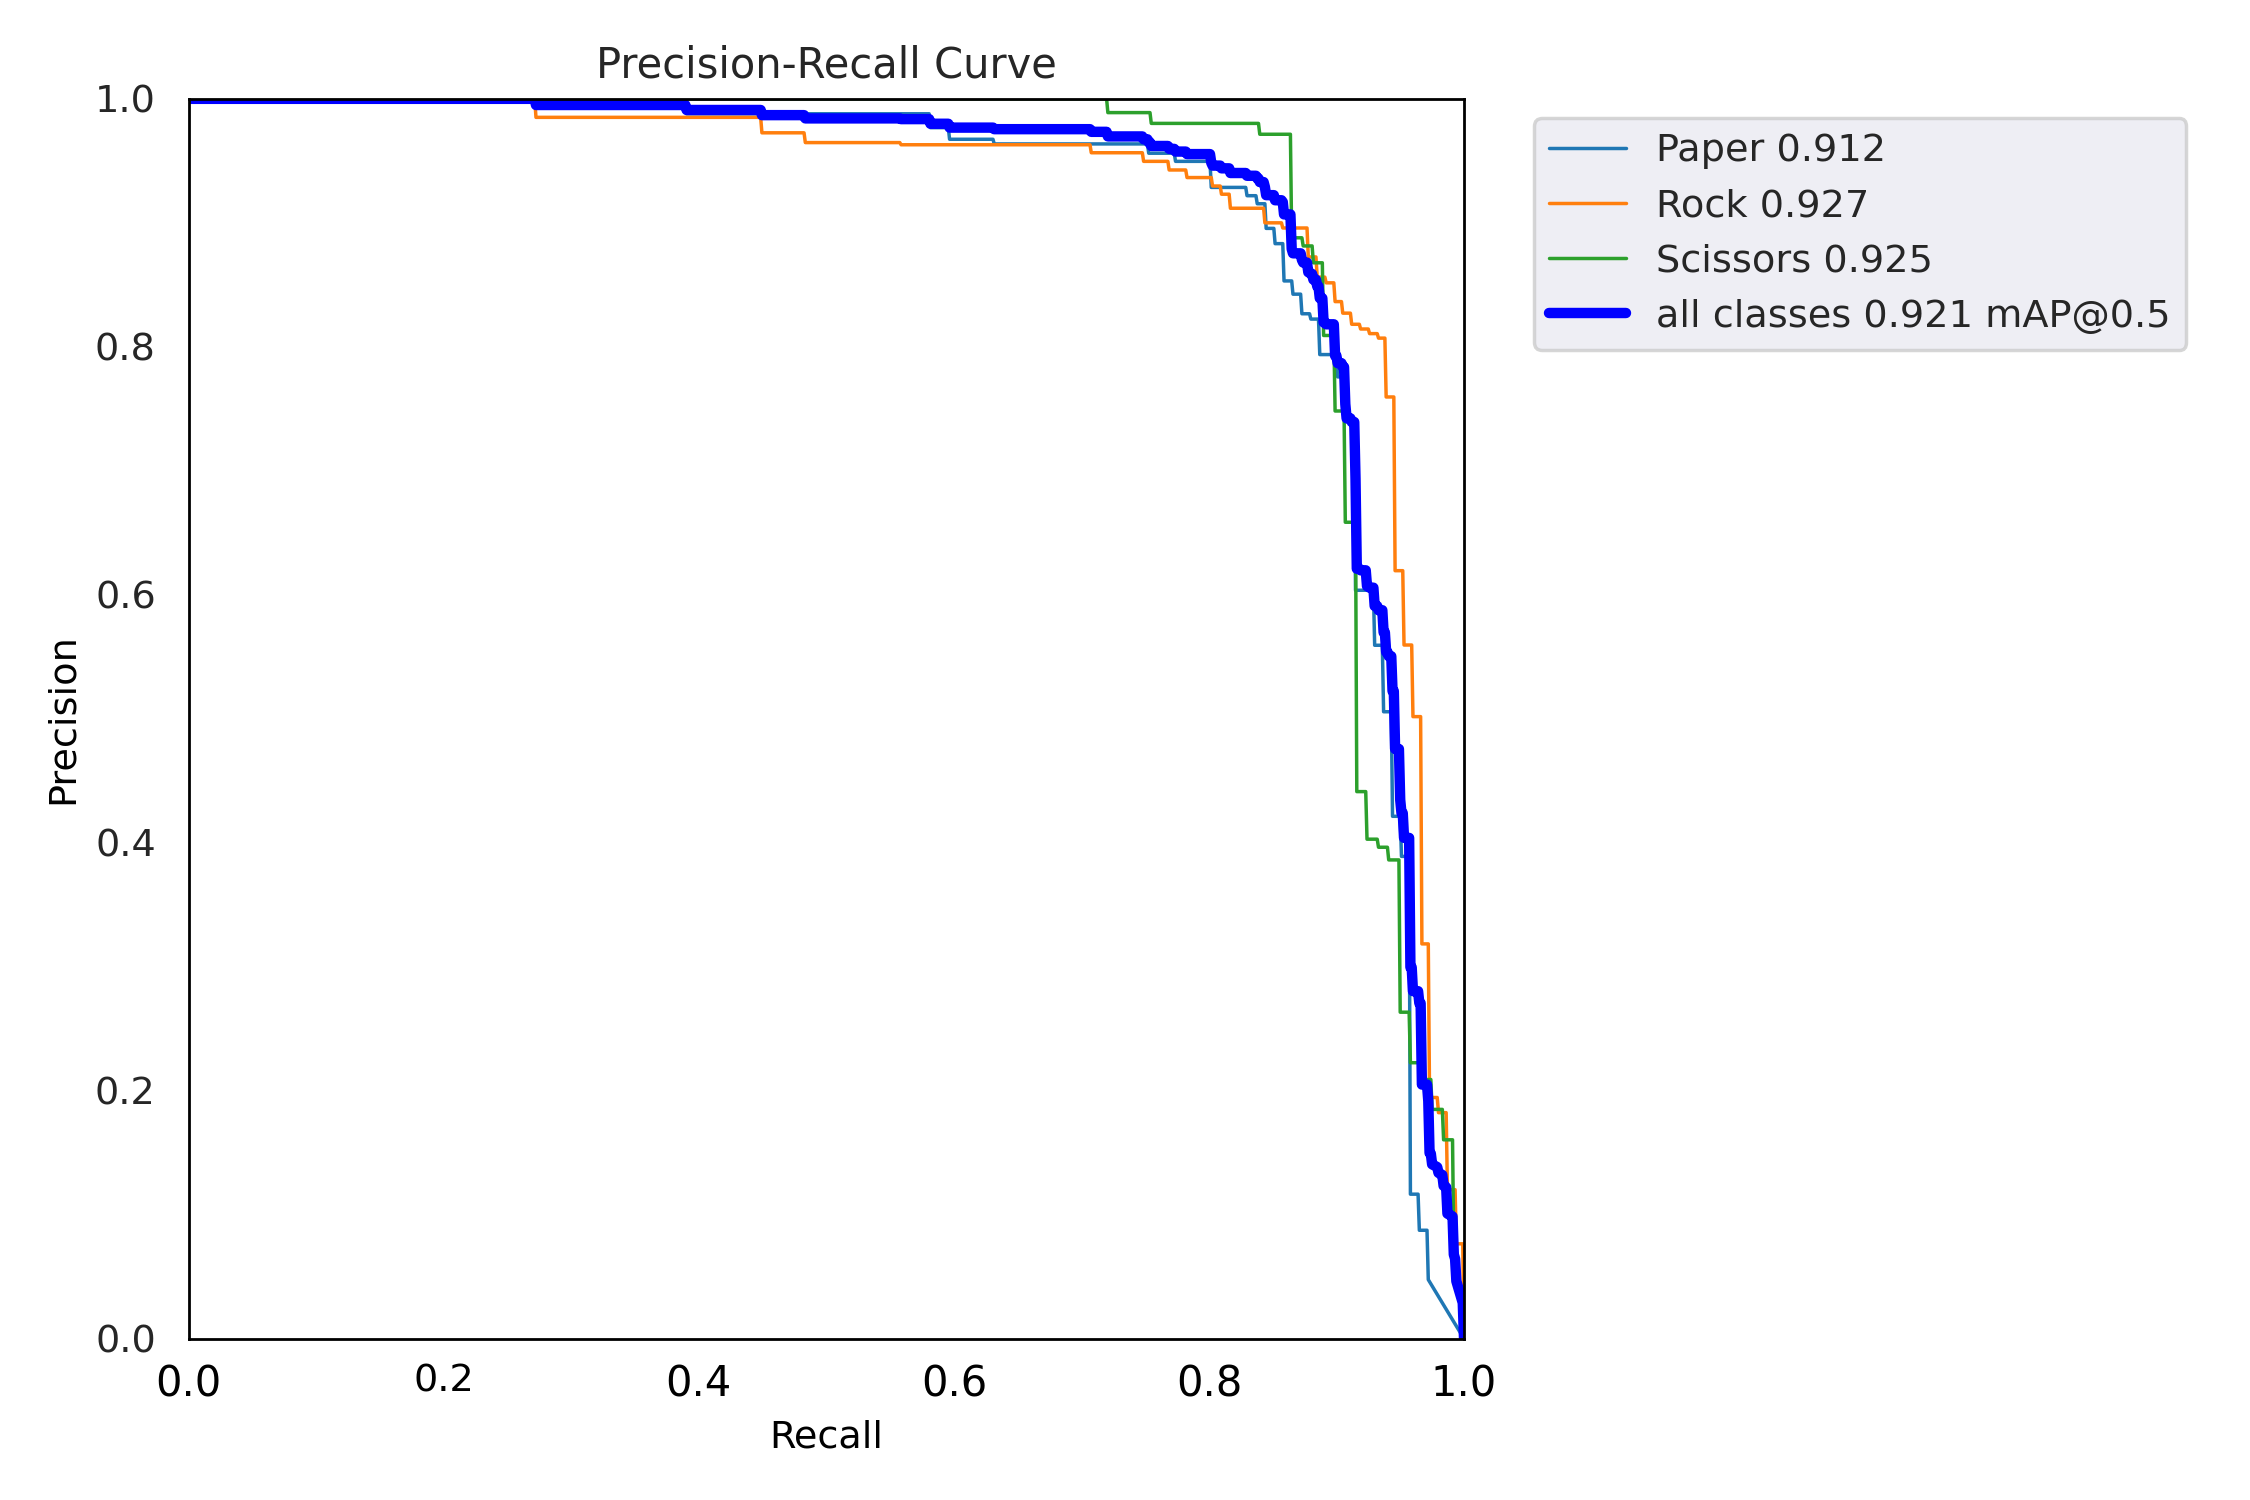 Precision-Recall Curve
1.0
0.8
0.6
0.4
0.2
0.0
Precision
0.0 0.2 0.4 0.6 0.8 1.0
Recall
Paper 0.912
Rock 0.927
Scissors 0.925
all classes 0.921 mAP@0.5